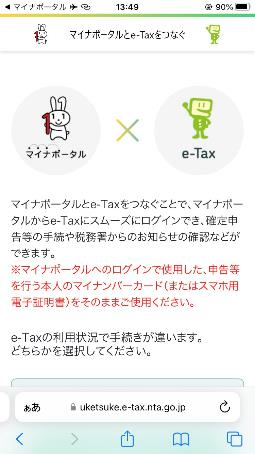 ◀ マイナポータル 13:49 90%
マイナポータルとe-Taxをつなぐ
マイナポータル e-Tax
マイナポータルとe-Taxをつなぐことで、マイナポー
タルからe-Taxにスムーズにログインでき、確定申
告等の手続や税務署からのお知らせの確認などが
できます。
※マイナポータルへのログインで使用した、申告等
を行う本人のマイナンバーカード(またはスマホ用
電子証明書)をそのままご使用ください。
e-Taxの利用状況で手続きが違います。
どちらかを選択してください。
ぁあ uketsuke.e-tax.nta.go.jp